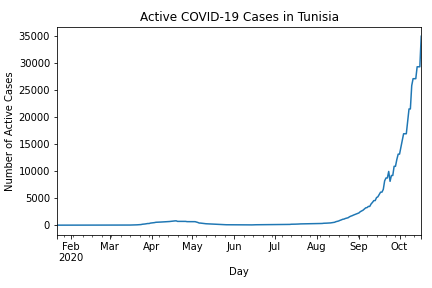 Active COVID-19 Cases in Tunisia
35000
30000
25000
20000
15000
10000
5000
0
Number of Active Cases
Feb Mar Apr May Jun Jul Aug Sep Oct
2020
Day